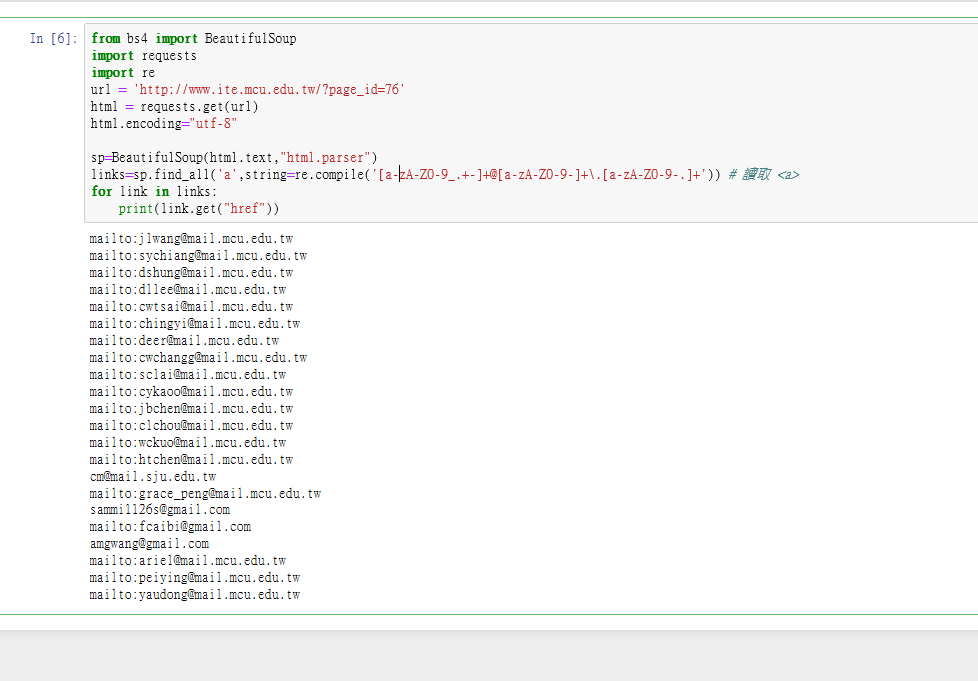 In [6]:
from bs4 import BeautifulSoup
import requests
import re
url = 'http://www.ite.mcu.edu.tw/?page_id=76'
html = requests.get(url)
html.encoding="utf-8"
sp=BeautifulSoup(html.text,"html.parser")
links=sp.find_all('a',string=re.compile('[a-zA-Z0-9_.+-]+@[a-zA-Z0-9-]+\.[a-zA-Z0-9-.]+')) # 讀取 <a>
for link in links:
    print(link.get("href"))
mailto:jlwang@mail.mcu.edu.tw
mailto:sychiang@mail.mcu.edu.tw
mailto:dshung@mail.mcu.edu.tw
mailto:dllee@mail.mcu.edu.tw
mailto:cwtsai@mail.mcu.edu.tw
mailto:chingyi@mail.mcu.edu.tw
mailto:deer@mail.mcu.edu.tw
mailto:cwchangg@mail.mcu.edu.tw
mailto:sclai@mail.mcu.edu.tw
mailto:cykaoo@mail.mcu.edu.tw
mailto:jbchen@mail.mcu.edu.tw
mailto:clchou@mail.mcu.edu.tw
mailto:wckuo@mail.mcu.edu.tw
mailto:htchen@mail.mcu.edu.tw
cm@mail.sju.edu.tw
mailto:grace_peng@mail.mcu.edu.tw
sammill26s@gmail.com
mailto:fcaibi@gmail.com
amgwang@gmail.com
mailto:ariel@mail.mcu.edu.tw
mailto:peiying@mail.mcu.edu.tw
mailto:yaudong@mail.mcu.edu.tw